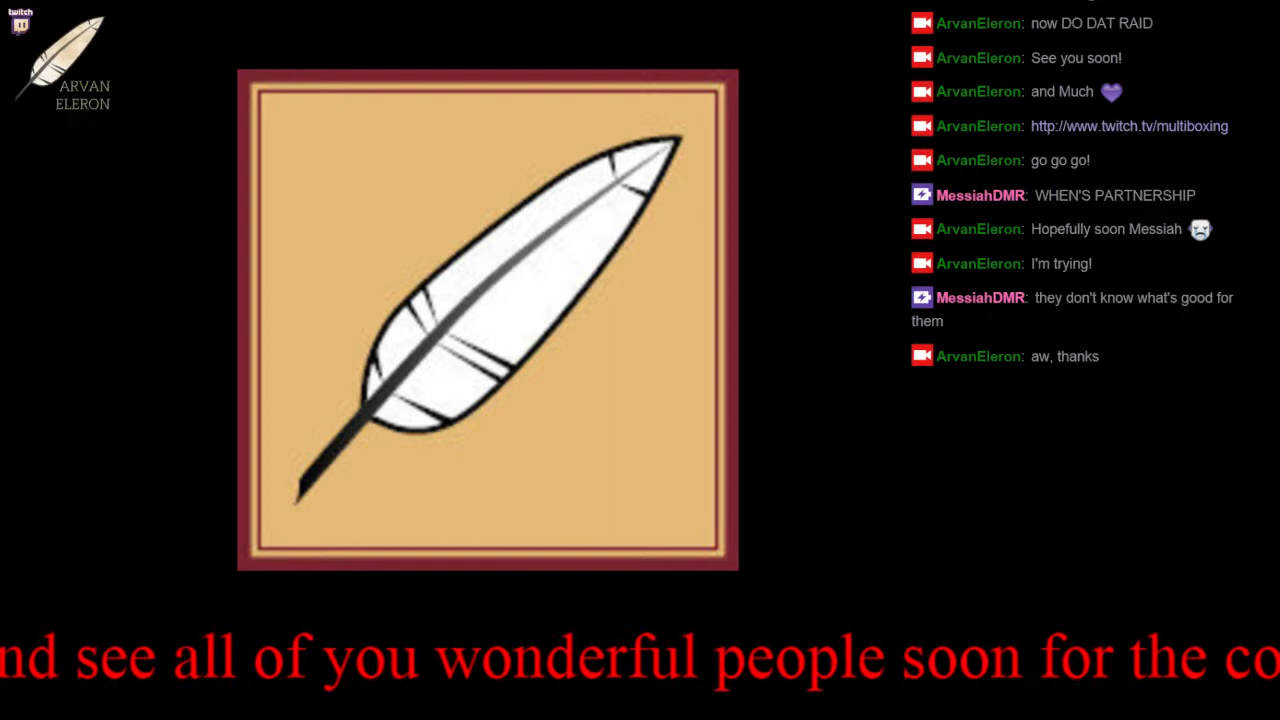 twitch
ARVAN
ELERON
ArvanEleron: now DO DAT RAID
ArvanEleron: See you soon!
ArvanEleron: and Much
ArvanEleron: http://www.twitch.tv/multiboxing
ArvanEleron: go go go!
MessiahDMR: WHEN'S PARTNERSHIP
ArvanEleron: Hopefully soon Messiah
ArvanEleron: I'm trying!
MessiahDMR: they don't know what's good for
them
ArvanEleron: aw, thanks
nd see all of you wonderful people soon for the co